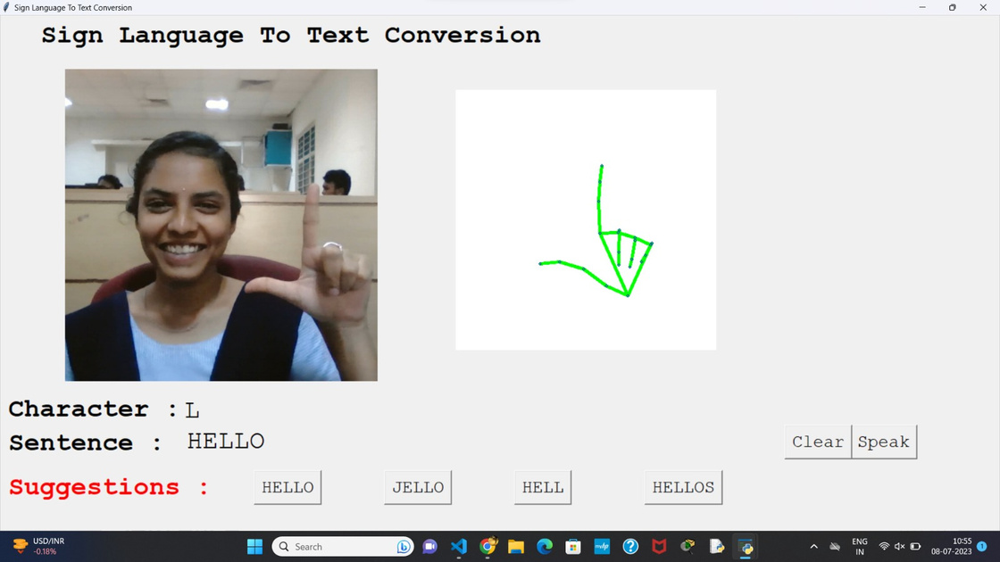 Sign Language To Text Conversion
Sign Language To Text Conversion
Character : L
Sentence : HELLO
Clear Speak
Suggestions : HELLO JELLO HELL HELLOS
USD/INR
-0.18%
Search
ENG
IN
10:55
08-07-2023
1